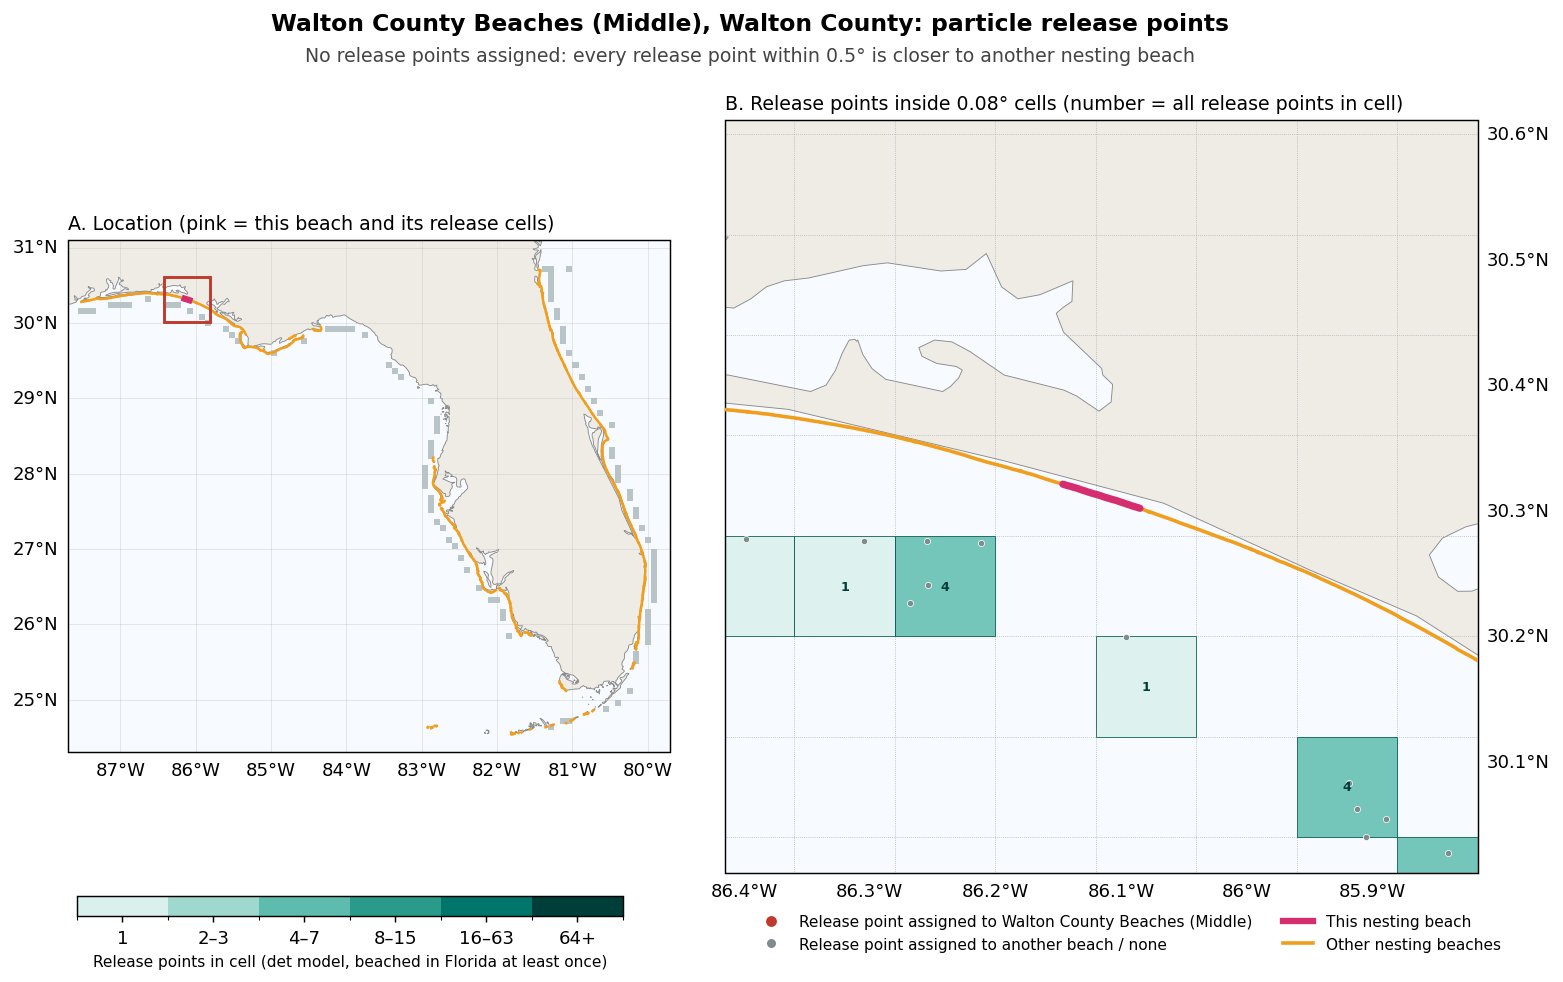 Walton County Beaches (Middle), Walton County: particle release points
No release points assigned: every release point within 0.5° is closer to another nesting beach
A. Location (pink = this beach and its release cells)
31°N
30°N
29°N
28°N
27°N
26°N
25°N
87°W 86°W 85°W 84°W 83°W 82°W 81°W 80°W
B. Release points inside 0.08° cells (number = all release points in cell)
30.6°N
30.5°N
30.4°N
30.3°N
30.2°N
30.1°N
1
4
1
4
86.4°W 86.3°W 86.2°W 86.1°W 86°W 85.9°W
1 2–3 4–7 8–15 16–63 64+
Release points in cell (det model, beached in Florida at least once)
Release point assigned to Walton County Beaches (Middle)
Release point assigned to another beach / none
This nesting beach
Other nesting beaches